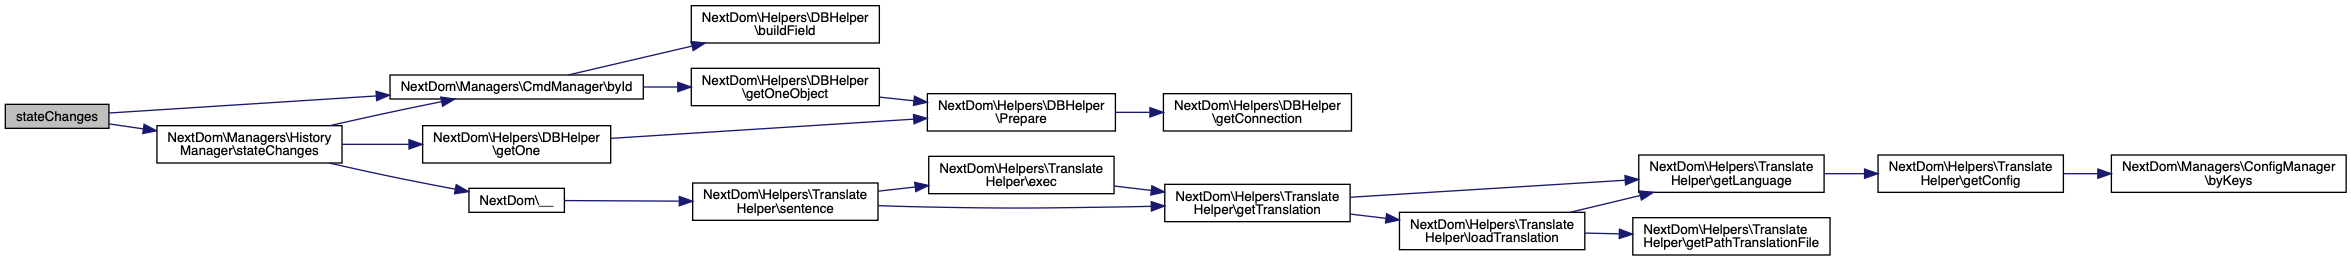 stateChanges
NextDom\Managers\History
Manager\stateChanges
NextDom\Managers\CmdManager\byId
NextDom\Helpers\DBHelper
\getOne
NextDom\__
NextDom\Helpers\DBHelper
\buildField
NextDom\Helpers\DBHelper
\getOneObject
NextDom\Helpers\Translate
Helper\sentence
NextDom\Helpers\DBHelper
\Prepare
NextDom\Helpers\Translate
Helper\exec
NextDom\Helpers\DBHelper
\getConnection
NextDom\Helpers\Translate
Helper\getTranslation
NextDom\Helpers\Translate
Helper\loadTranslation
NextDom\Helpers\Translate
Helper\getLanguage
NextDom\Helpers\Translate
Helper\getPathTranslationFile
NextDom\Helpers\Translate
Helper\getConfig
NextDom\Managers\ConfigManager
\byKeys